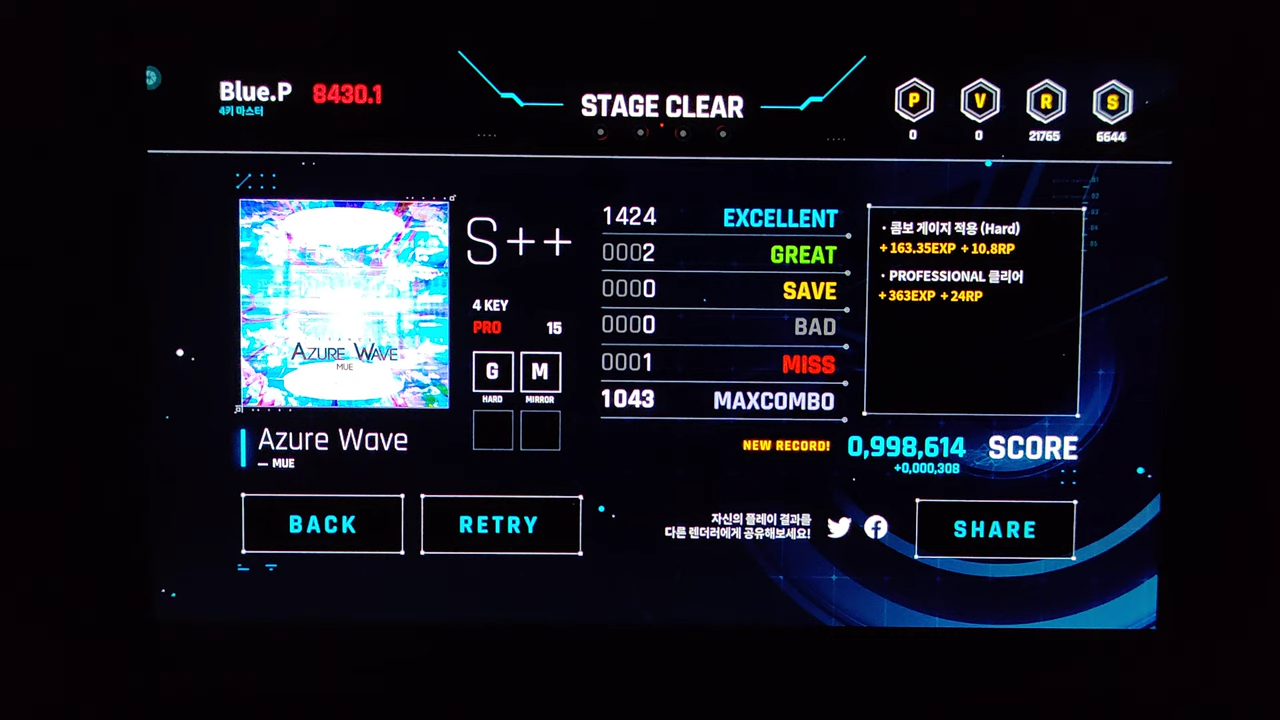 Blue.P 8430.1
4키 마스터
STAGE CLEAR
P V R S
0 0 21765 6644
AZURE WAVE
MUE
S++
4 KEY
PRO 15
G M
HARD MIRROR
1424 EXCELLENT
0002 GREAT
0000 SAVE
0000 BAD
0001 MISS
1043 MAXCOMBO
· 콤보 게이지 적용 (Hard)
+163.35EXP +10.8RP
· PROFESSIONAL 클리어
+363EXP +24RP
Azure Wave
— MUE
NEW RECORD! 0,998,614 SCORE
+0,000,308
BACK
RETRY
자신의 플레이 결과를
다른 렌더러에게 공유해보세요!
SHARE